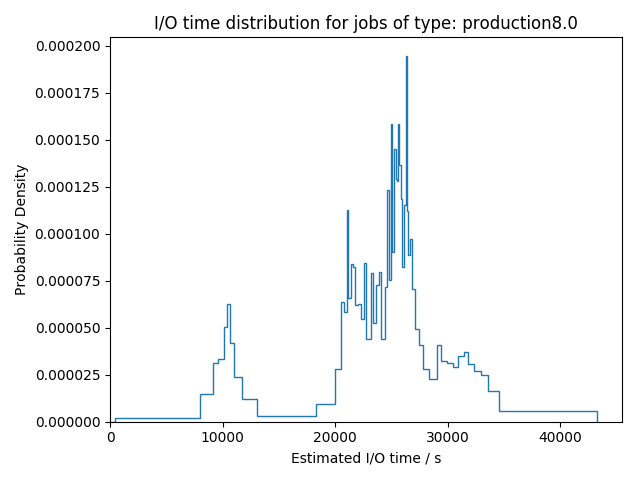 I/O time distribution for jobs of type: production8.0
0.000200
0.000175
0.000150
0.000125
0.000100
0.000075
0.000050
0.000025
0.000000
Probability Density
0 10000 20000 30000 40000
Estimated I/O time / s